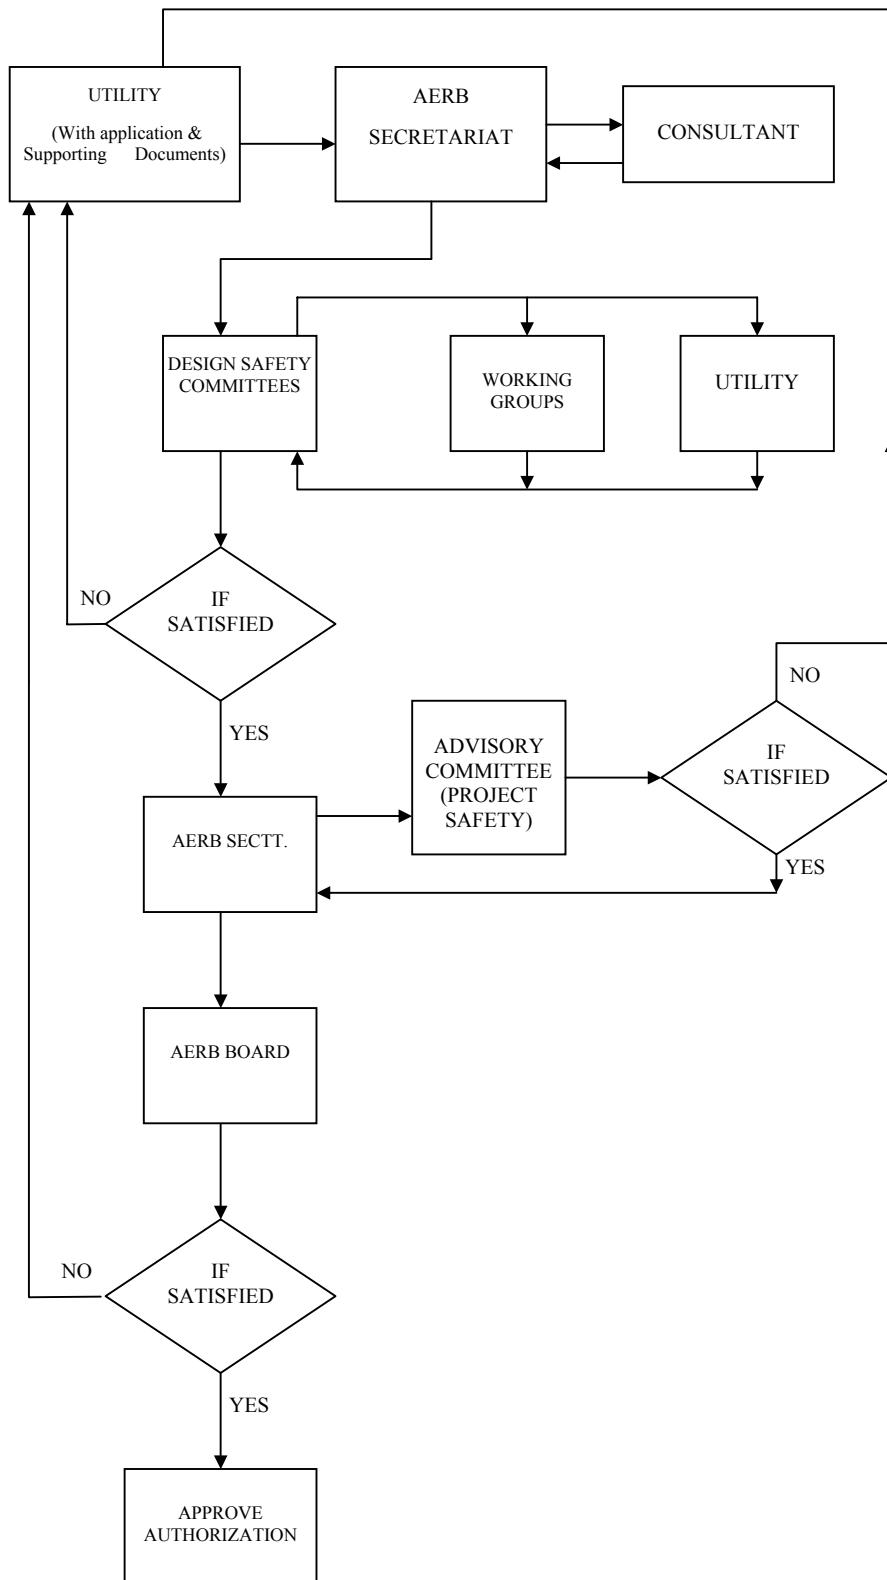 UTILITY
(With application &
Supporting Documents)
AERB
SECRETARIAT
CONSULTANT
DESIGN SAFETY
COMMITTEES
WORKING
GROUPS
UTILITY
NO
IF
SATISFIED
YES
ADVISORY
COMMITTEE
(PROJECT
SAFETY)
NO
IF
SATISFIED
YES
AERB SECTT.
AERB BOARD
NO
IF
SATISFIED
YES
APPROVE
AUTHORIZATION